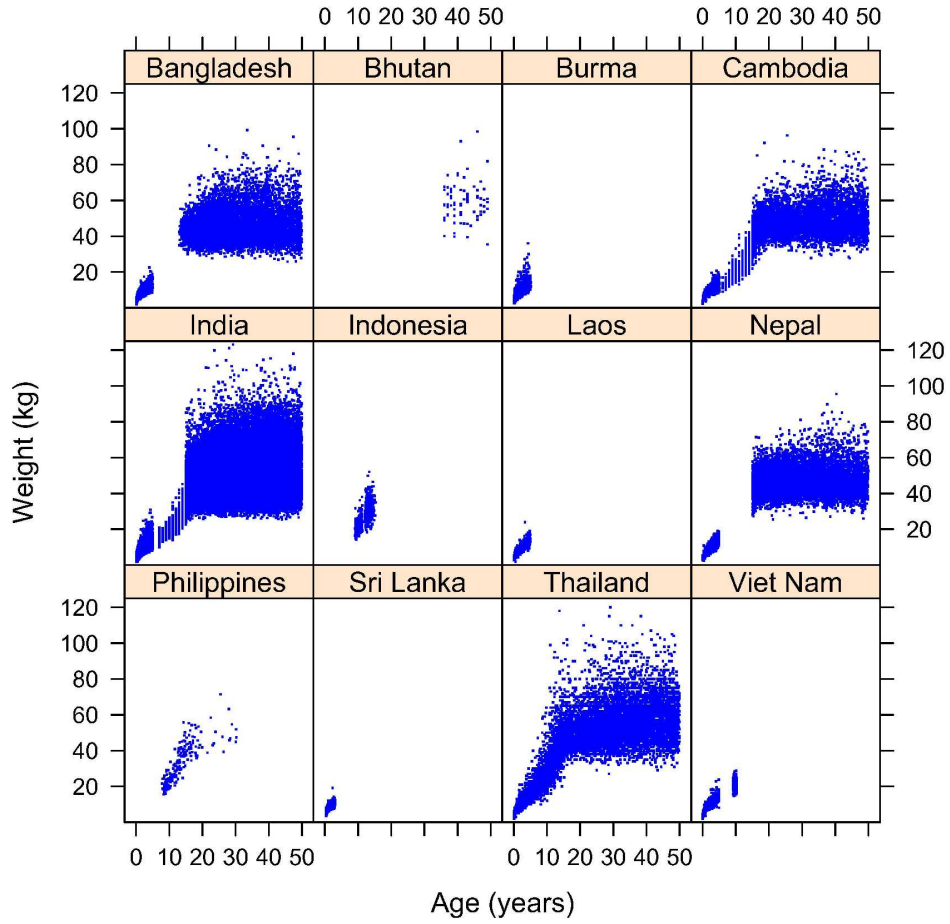 0 10 20 30 40 50 0 10 20 30 40 50
Bangladesh Bhutan Burma Cambodia
120
100
80
60
40
20
India Indonesia Laos Nepal
120
100
80
60
40
20
Philippines Sri Lanka Thailand Viet Nam
120
100
80
60
40
20
0 10 20 30 40 50 0 10 20 30 40 50
Weight (kg)
Age (years)